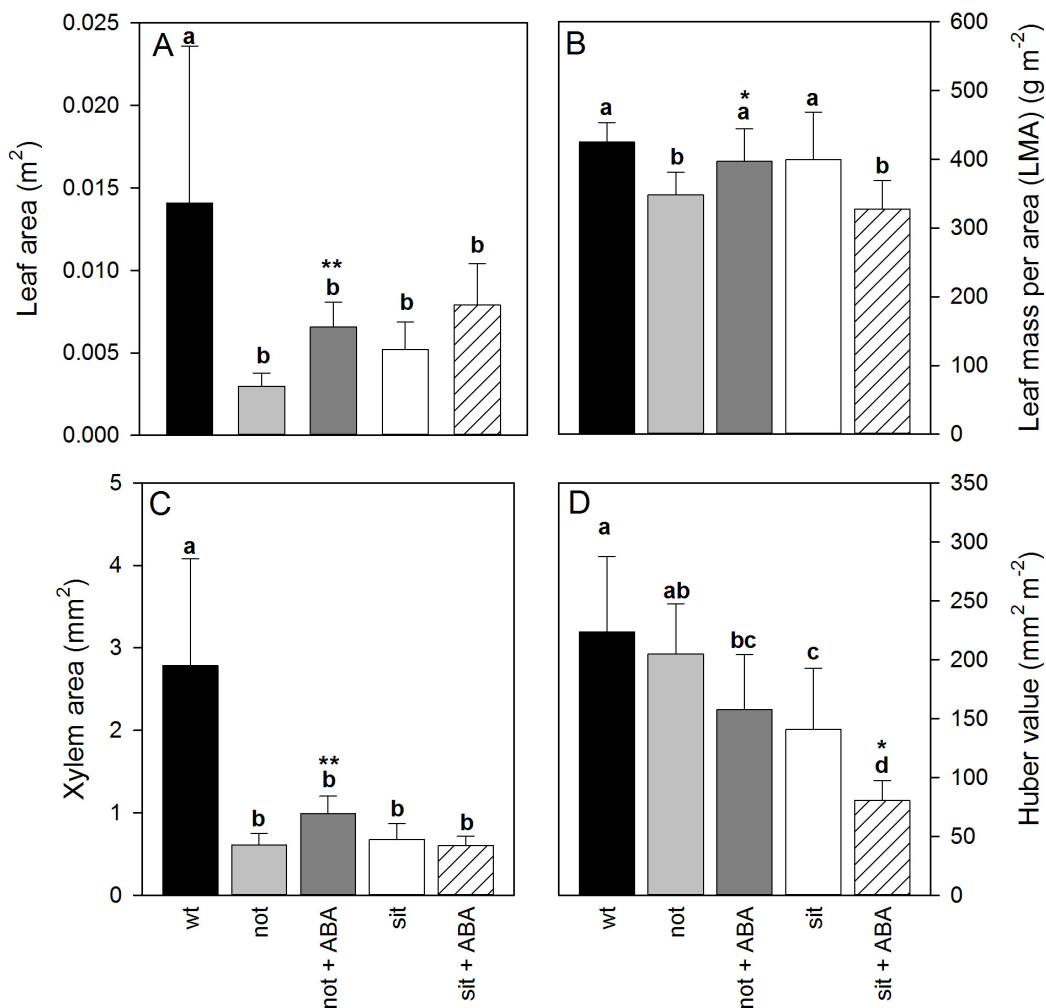 A
Leaf area (m²)
0.025
0.020
0.015
0.010
0.005
0.000
a
b
**
b
b
b
B
Leaf mass per area (LMA) (g m⁻²)
600
500
400
300
200
100
0
a
b
*
a
a
b
C
Xylem area (mm²)
5
4
3
2
1
0
a
b
**
b
b
b
wt
not
not + ABA
sit
sit + ABA
D
Huber value (mm² m⁻²)
350
300
250
200
150
100
50
0
a
ab
bc
c
*
d
wt
not
not + ABA
sit
sit + ABA